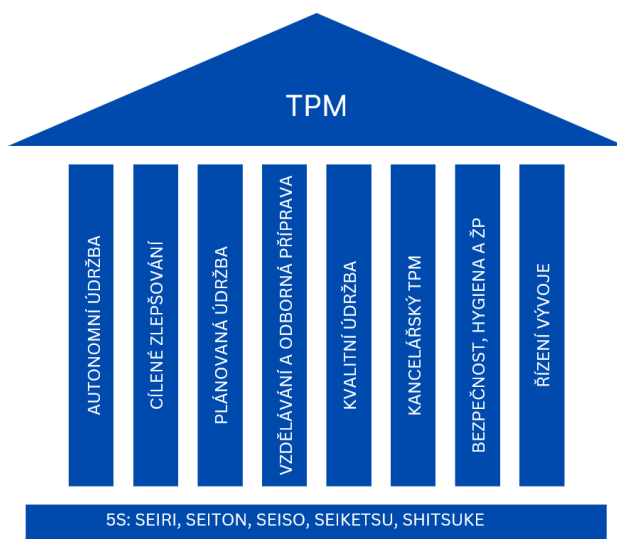 TPM
AUTONOMNÍ ÚDRŽBA
CÍLENÉ ZLEPŠOVÁNÍ
PLÁNOVANÁ ÚDRŽBA
VZDĚLÁVÁNÍ A ODBORNÁ PŘÍPRAVA
KVALITNÍ ÚDRŽBA
KANCELÁŘSKÝ TPM
BEZPEČNOST, HYGIENA A ŽP
ŘÍZENÍ VÝVOJE
5S: SEIRI, SEITON, SEISO, SEIKETSU, SHITSUKE